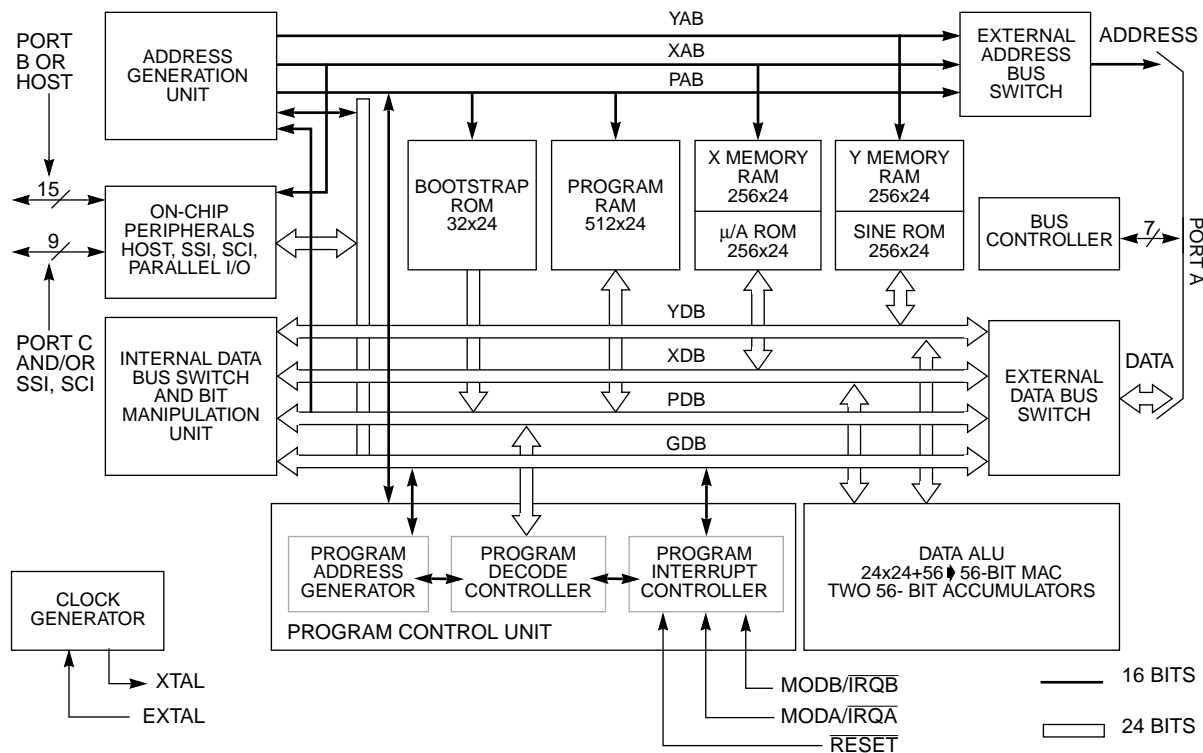 YAB
XAB
PAB
PORT
B OR
HOST
ADDRESS
GENERATION
UNIT
EXTERNAL
ADDRESS
BUS
SWITCH
ADDRESS
15
9
ON-CHIP
PERIPHERALS
HOST, SSI, SCI,
PARALLEL I/O
BOOTSTRAP
ROM
32x24
PROGRAM
RAM
512x24
X MEMORY
RAM
256x24
µ/A ROM
256x24
Y MEMORY
RAM
256x24
SINE ROM
256x24
BUS
CONTROLLER
7
PORT A
PORT C
AND/OR
SSI, SCI
INTERNAL DATA
BUS SWITCH
AND BIT
MANIPULATION
UNIT
YDB
XDB
PDB
GDB
EXTERNAL
DATA BUS
SWITCH
DATA
PROGRAM
ADDRESS
GENERATOR
PROGRAM
DECODE
CONTROLLER
PROGRAM
INTERRUPT
CONTROLLER
PROGRAM CONTROL UNIT
DATA ALU
24x24+56 ➧ 56-BIT MAC
TWO 56- BIT ACCUMULATORS
CLOCK
GENERATOR
XTAL
EXTAL
MODB/IRQB
MODA/IRQA
RESET
16 BITS
24 BITS